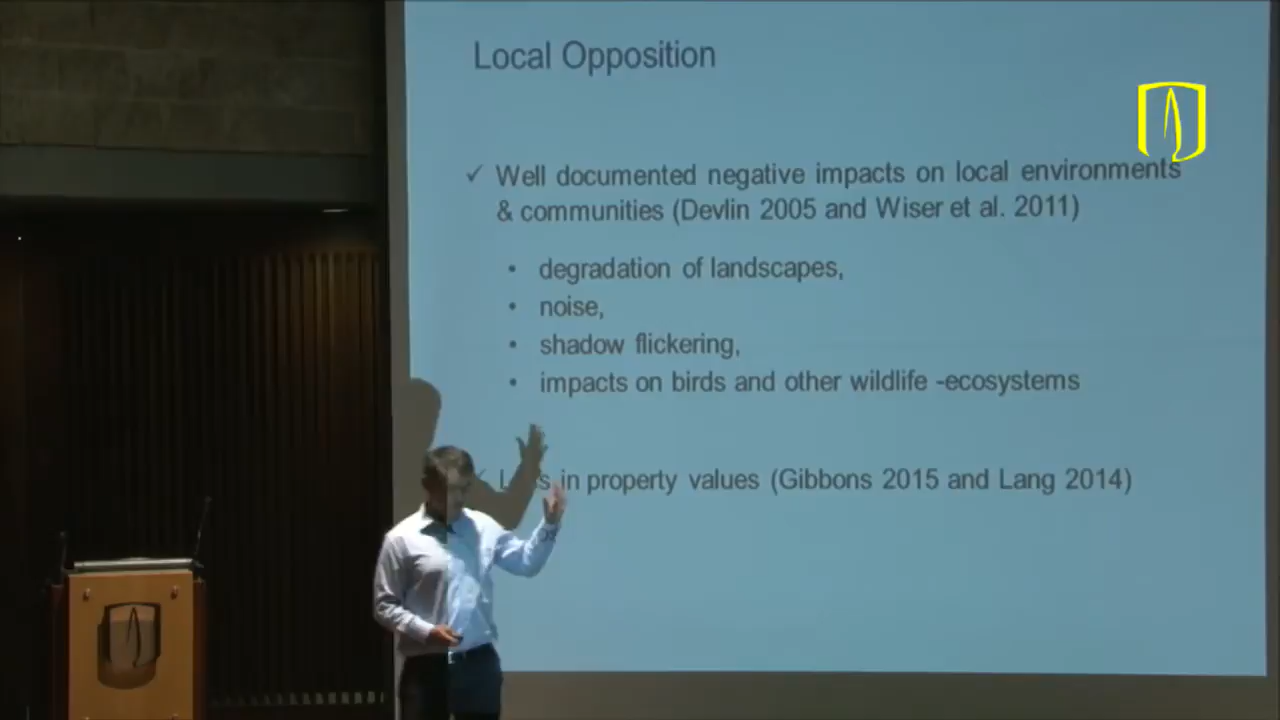 Local Opposition
✓ Well documented negative impacts on local environments
& communities (Devlin 2005 and Wiser et al. 2011)
• degradation of landscapes,
• noise,
• shadow flickering,
• impacts on birds and other wildlife -ecosystems
in property values (Gibbons 2015 and Lang 2014)